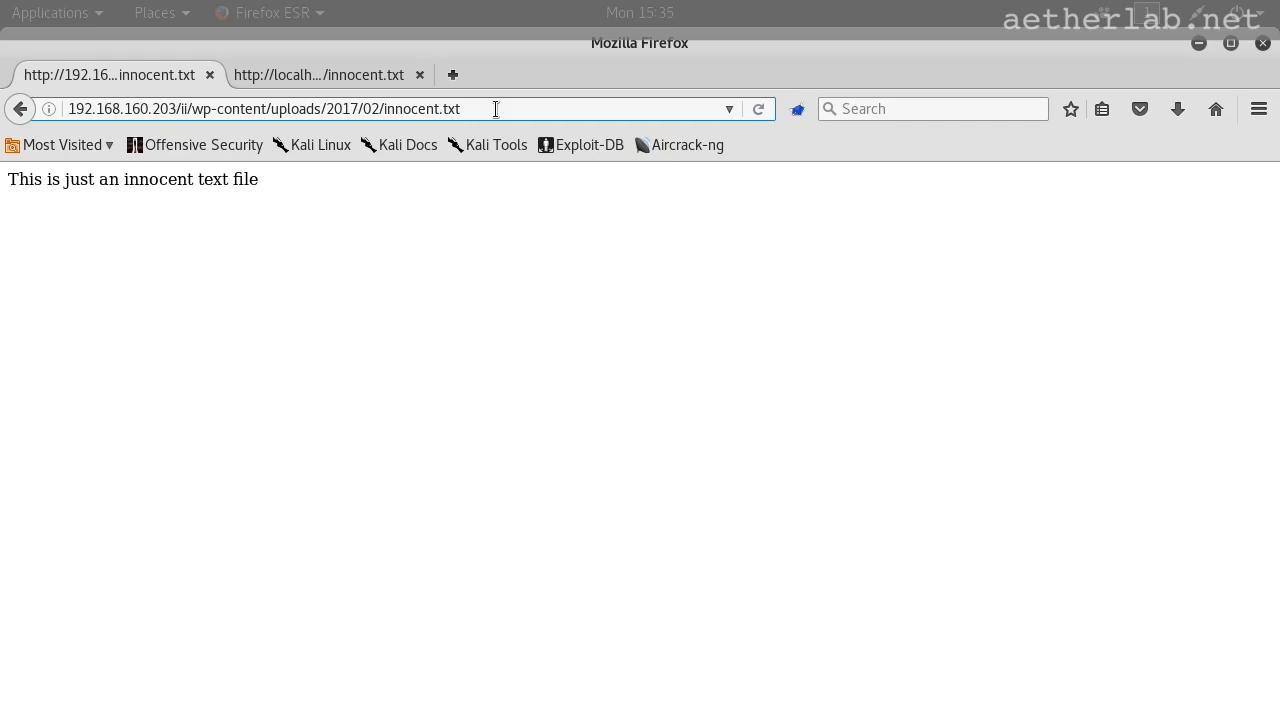 Applications Places Firefox ESR Mon 15:35 1
aetherlab.net
Mozilla Firefox
http://192.16...innocent.txt http://localh.../innocent.txt
192.168.160.203/ii/wp-content/uploads/2017/02/innocent.txt Search
Most Visited Offensive Security Kali Linux Kali Docs Kali Tools Exploit-DB Aircrack-ng
This is just an innocent text file